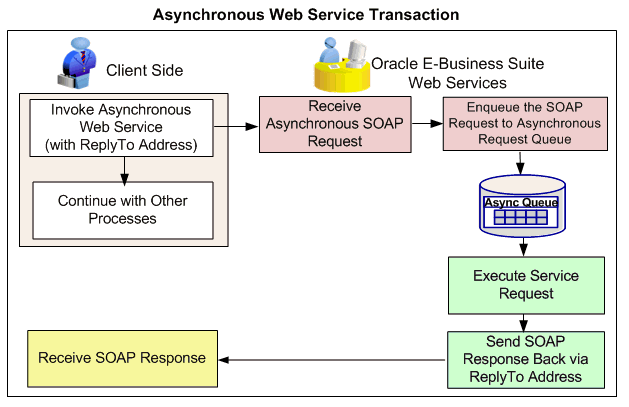 Asynchronous Web Service Transaction
Client Side
Oracle E-Business Suite
Web Services
Invoke Asynchronous
Web Service
(with ReplyTo Address)
Receive
Asynchronous SOAP
Request
Enqueue the SOAP
Request to Asynchronous
Request Queue
Continue with Other
Processes
Async Queue
Execute Service
Request
Send SOAP
Response Back via
ReplyTo Address
Receive SOAP Response